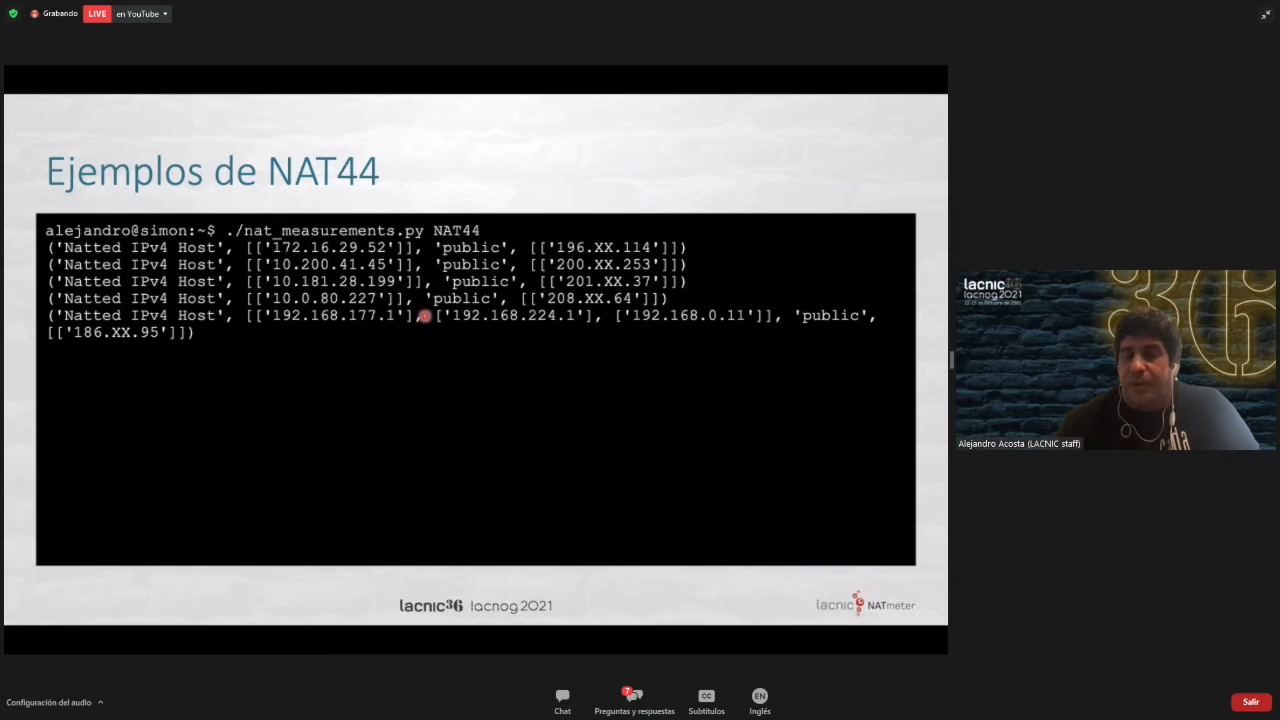 Grabando LIVE en YouTube
Ejemplos de NAT44
alejandro@simon:~$ ./nat_measurements.py NAT44
('Natted IPv4 Host', [['172.16.29.52']], 'public', [['196.XX.114']])
('Natted IPv4 Host', [['10.200.41.45']], 'public', [['200.XX.253']])
('Natted IPv4 Host', [['10.181.28.199']], 'public', [['201.XX.37']])
('Natted IPv4 Host', [['10.0.80.227']], 'public', [['208.XX.64']])
('Natted IPv4 Host', [['192.168.177.1'], ['192.168.224.1'], ['192.168.0.11']], 'public',
[['186.XX.95']])
lacnic36 lacnog2021
lacnic NATmeter
lacnic36
lacnog2021
36
Alejandro Acosta (LACNIC staff)
Configuración del audio
Chat
7
Preguntas y respuestas
CC
Subtítulos
EN
Inglés
Salir